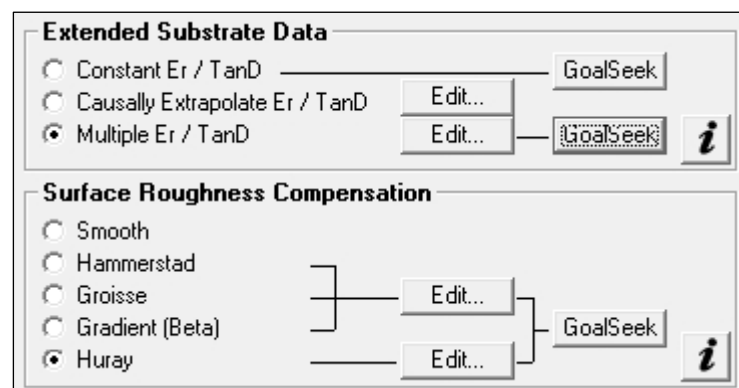 Extended Substrate Data
Constant Er / TanD GoalSeek
Causally Extrapolate Er / TanD Edit...
Multiple Er / TanD Edit... GoalSeek i
Surface Roughness Compensation
Smooth
Hammerstad
Groisse Edit...
Gradient (Beta) GoalSeek
Huray Edit... i